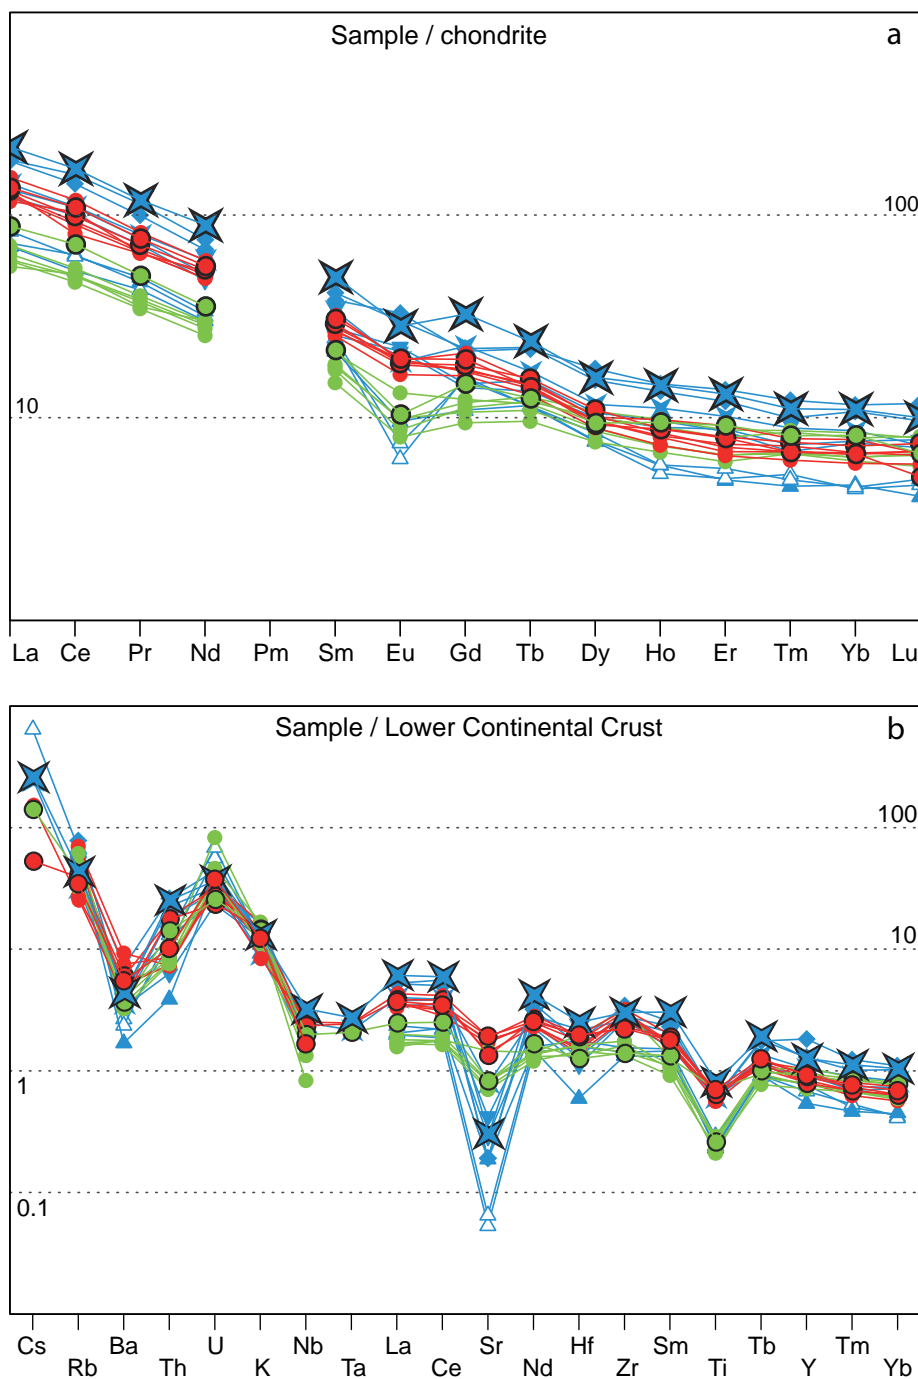 Sample / chondrite
a
100
10
La Ce Pr Nd Pm Sm Eu Gd Tb Dy Ho Er Tm Yb Lu
Sample / Lower Continental Crust
b
100
10
1
0.1
Cs Ba U Nb La Sr Hf Sm Tb Tm
Rb Th K Ta Ce Nd Zr Ti Y Yb